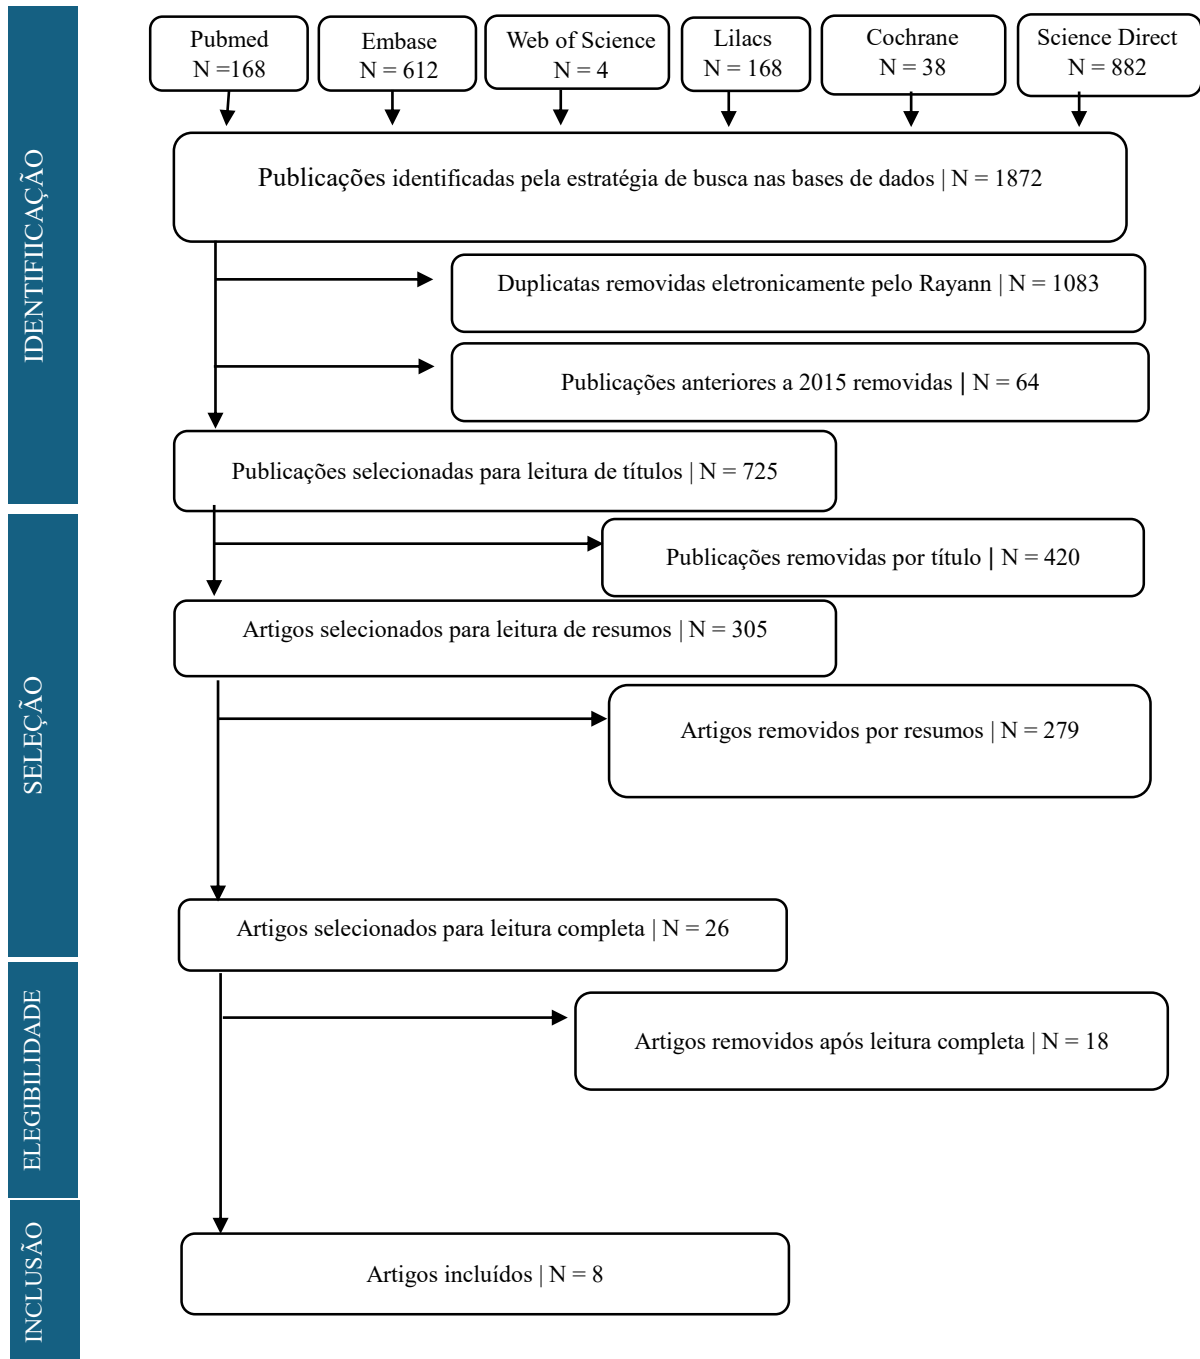 Pubmed
N =168
Embase
N = 612
Web of Science
N = 4
Lilacs
N = 168
Cochrane
N = 38
Science Direct
N = 882
IDENTIFIICAÇÃO
Publicações identificadas pela estratégia de busca nas bases de dados | N = 1872
Duplicatas removidas eletronicamente pelo Rayann | N = 1083
Publicações anteriores a 2015 removidas | N = 64
Publicações selecionadas para leitura de títulos | N = 725
SELEÇÃO
Publicações removidas por título | N = 420
Artigos selecionados para leitura de resumos | N = 305
Artigos removidos por resumos | N = 279
Artigos selecionados para leitura completa | N = 26
ELEGIBILIDADE
Artigos removidos após leitura completa | N = 18
INCLUSÃO
Artigos incluídos | N = 8